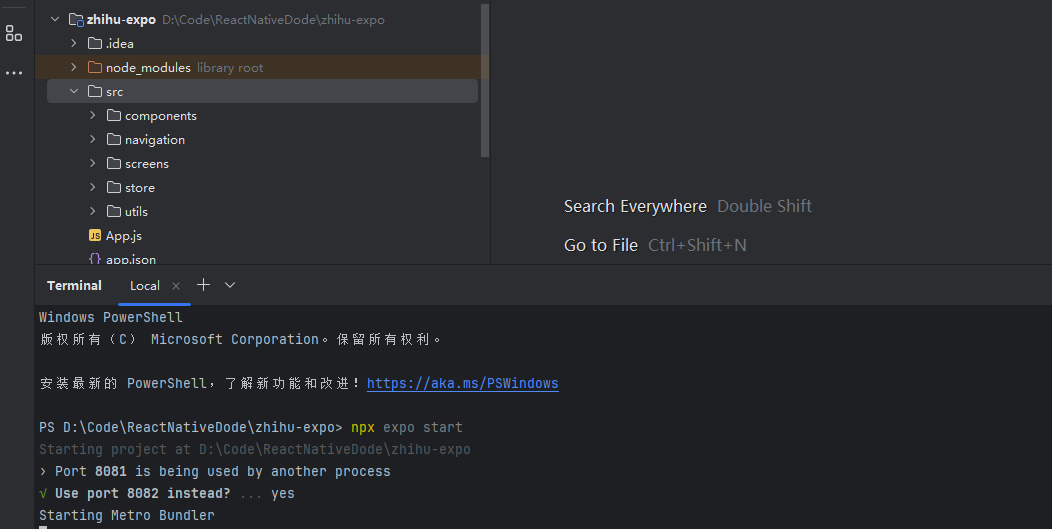 zhihu-expo D:\Code\ReactNativeDode\zhihu-expo
.idea
node_modules library root
src
components
navigation
screens
store
utils
JS App.js
{} app.json
Search Everywhere Double Shift
Go to File Ctrl+Shift+N
Terminal Local
Windows PowerShell
版权所有（C） Microsoft Corporation。保留所有权利。
安装最新的 PowerShell，了解新功能和改进！https://aka.ms/PSWindows
PS D:\Code\ReactNativeDode\zhihu-expo> npx expo start
Starting project at D:\Code\ReactNativeDode\zhihu-expo
› Port 8081 is being used by another process
√ Use port 8082 instead? ... yes
Starting Metro Bundler